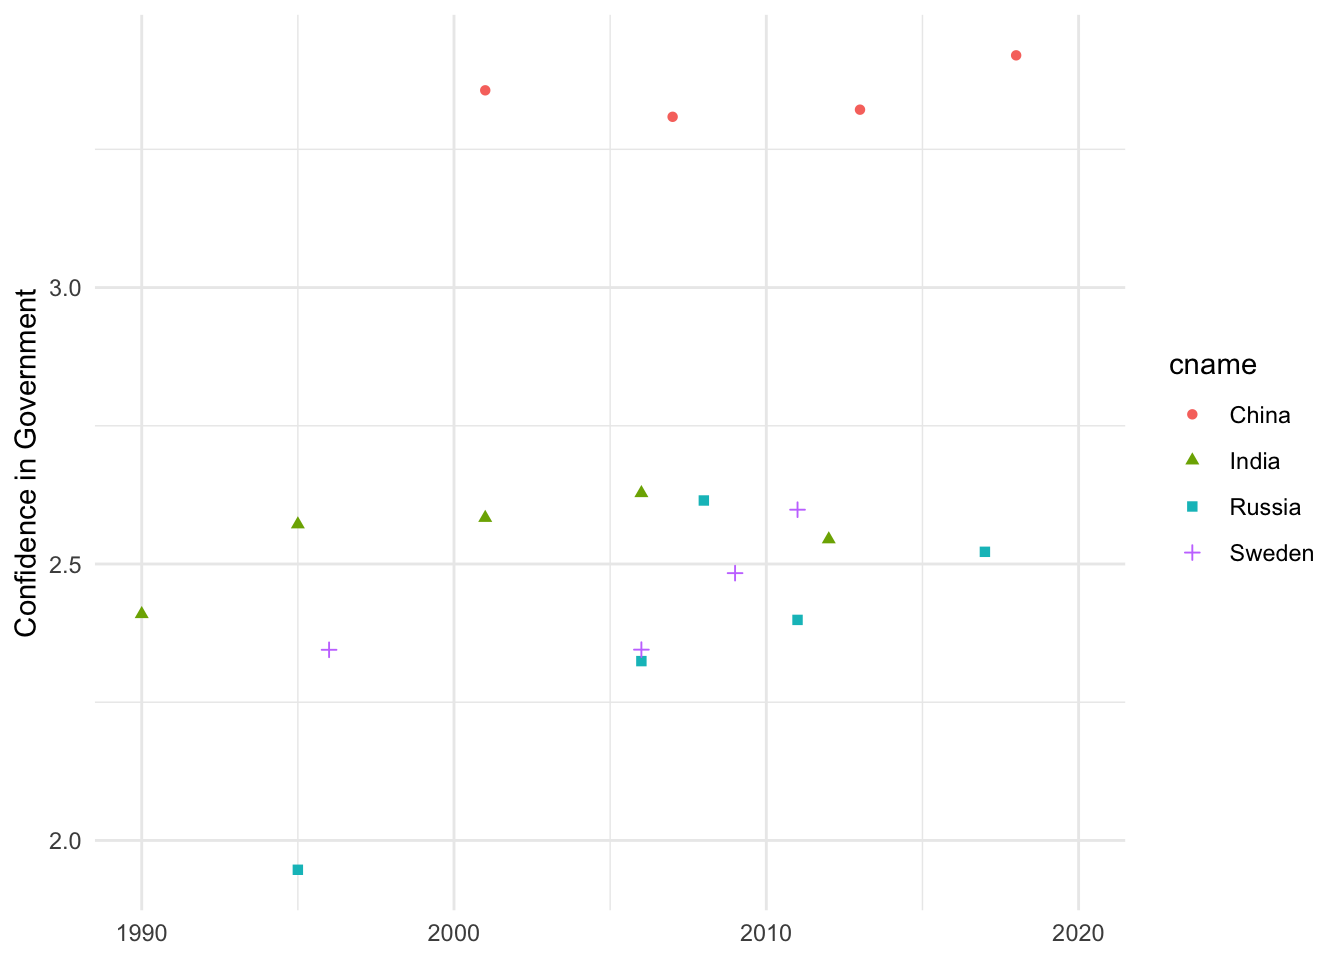 Confidence in Government
3.0
2.5
2.0
1990
2000
2010
2020
cname
China
India
Russia
Sweden